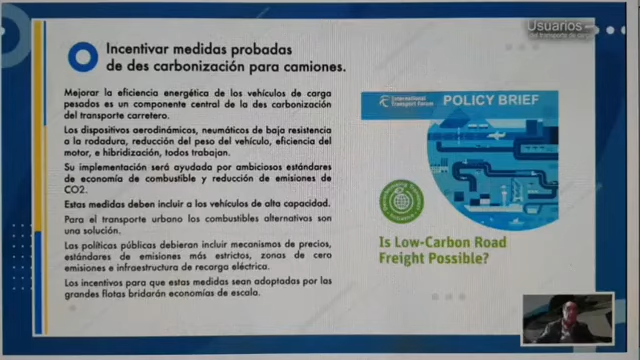 Usuarios
del transporte de carga
Incentivar medidas probadas
de des carbonización para camiones.
Mejorar la eficiencia energética de los vehículos de carga
pesados es un componente central de la des carbonización
del transporte carretero.
Los dispositivos aerodinámicos, neumáticos de baja resistencia
a la rodadura, reducción del peso del vehículo, eficiencia del
motor, e hibridización, todos trabajan.
Su implementación será ayudada por ambiciosos estándares
de economía de combustible y reducción de emisiones de
CO2.
Estas medidas deben incluir a los vehículos de alta capacidad.
Para el transporte urbano los combustibles alternativos son
una solución.
Las políticas públicas debieran incluir mecanismos de precios,
estándares de emisiones más estrictos, zonas de cero
emisiones e infraestructura de recarga eléctrica.
Los incentivos para que estas medidas sean adoptadas por las
grandes flotas bridarán economías de escala.
International
Transport Forum
POLICY BRIEF
Is Low-Carbon Road
Freight Possible?